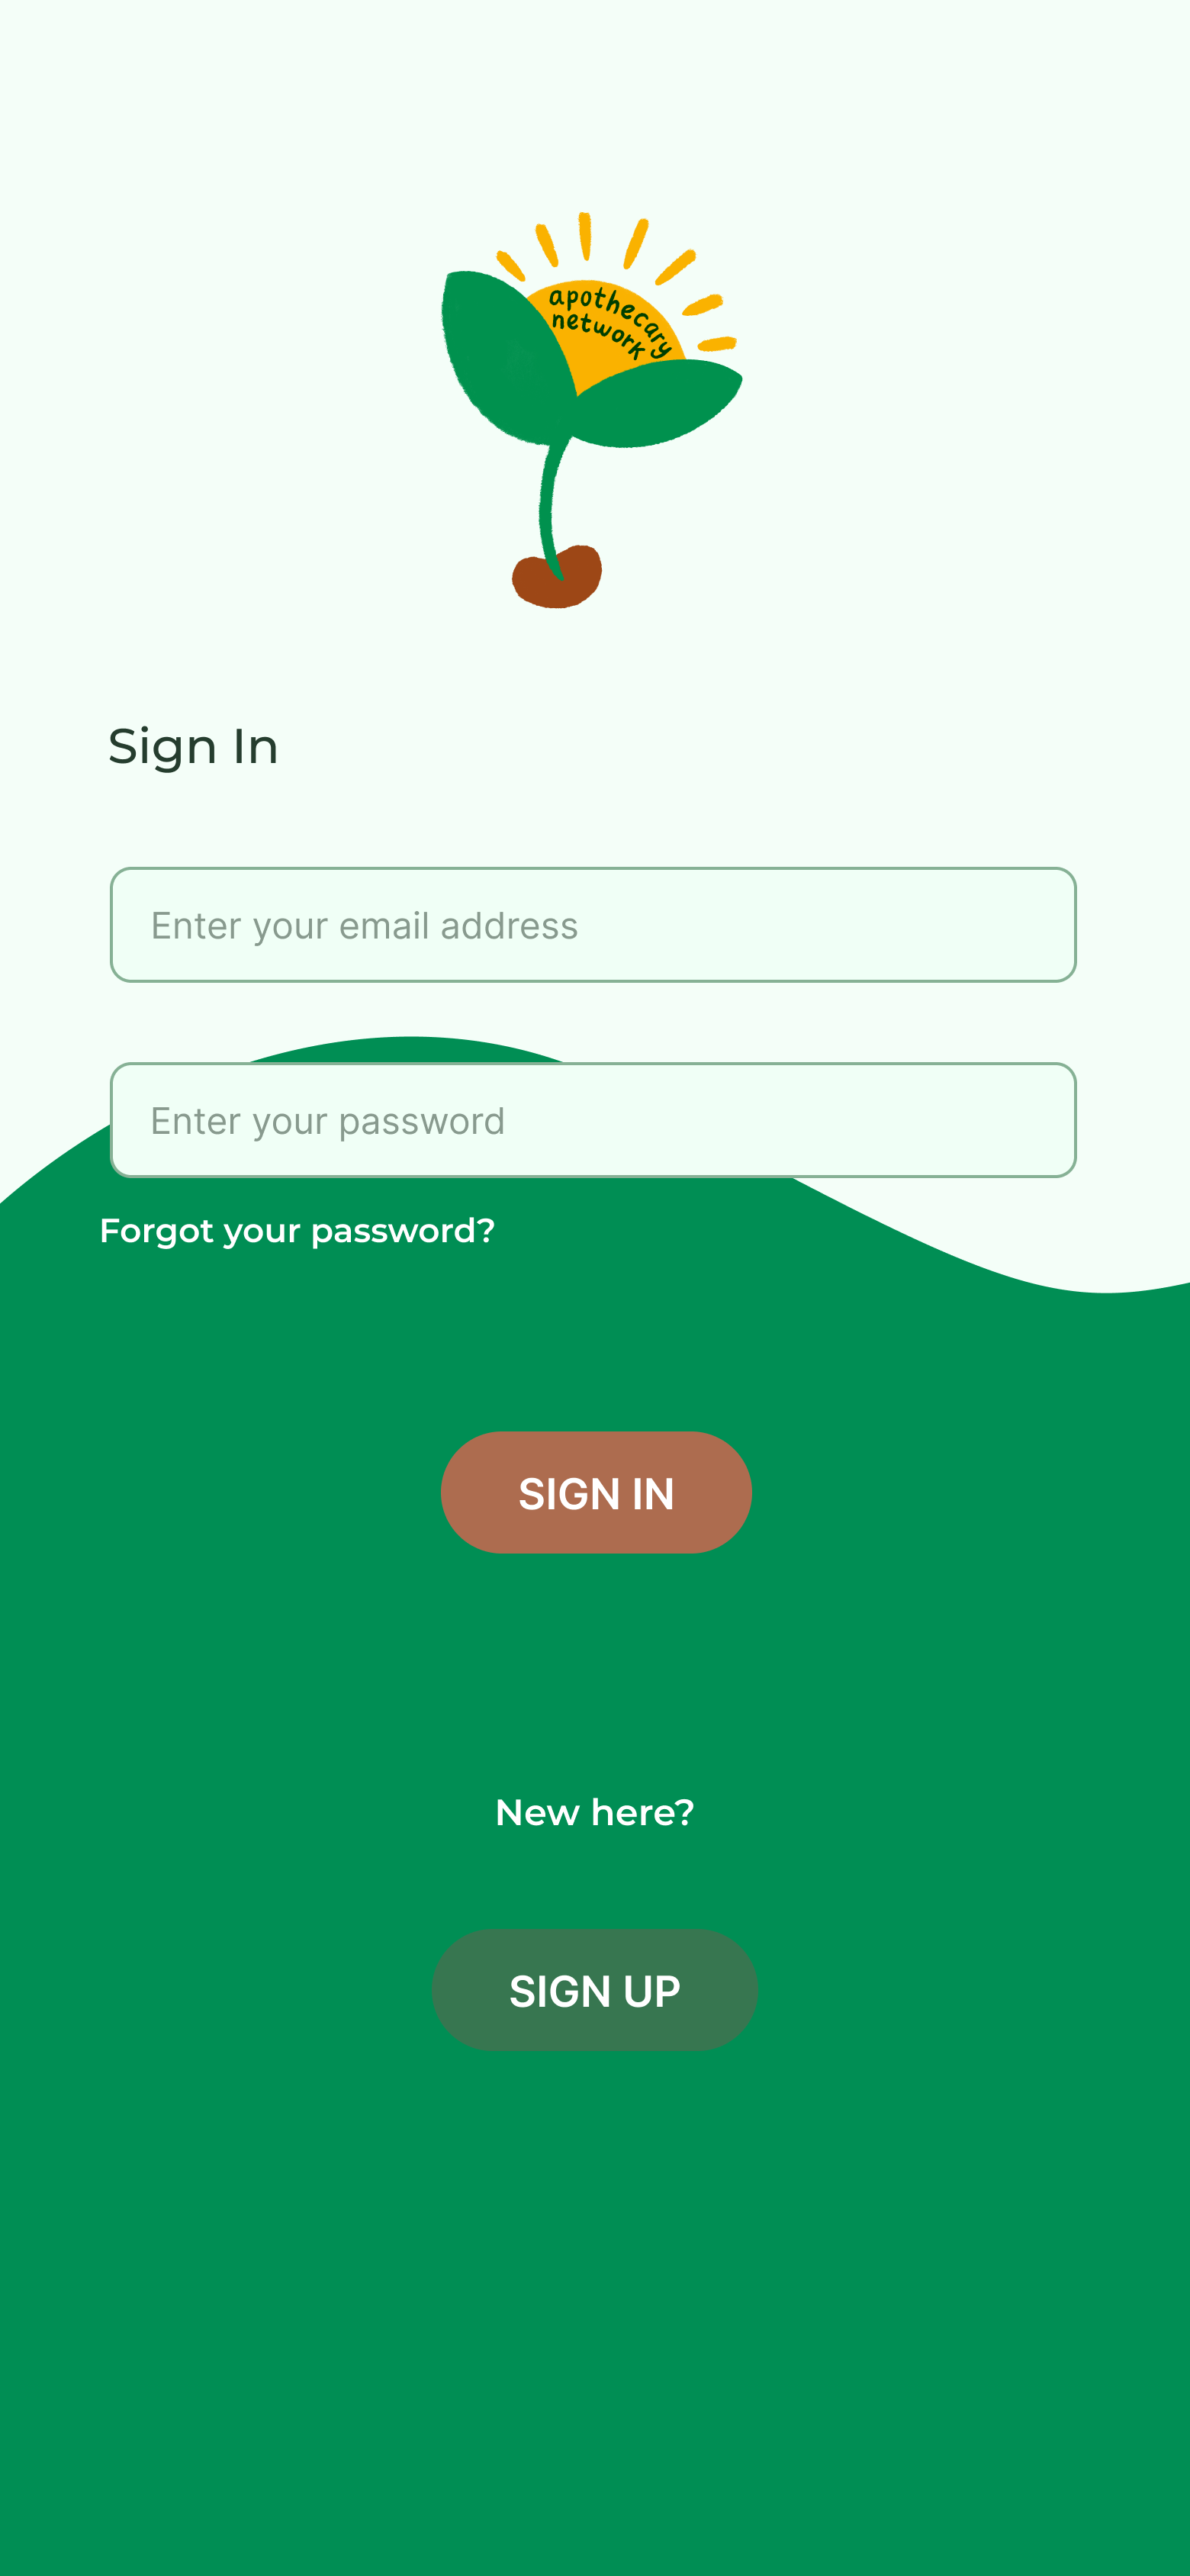 apothecary
network
Sign In
Enter your email address
Enter your password
Forgot your password?
SIGN IN
New here?
SIGN UP